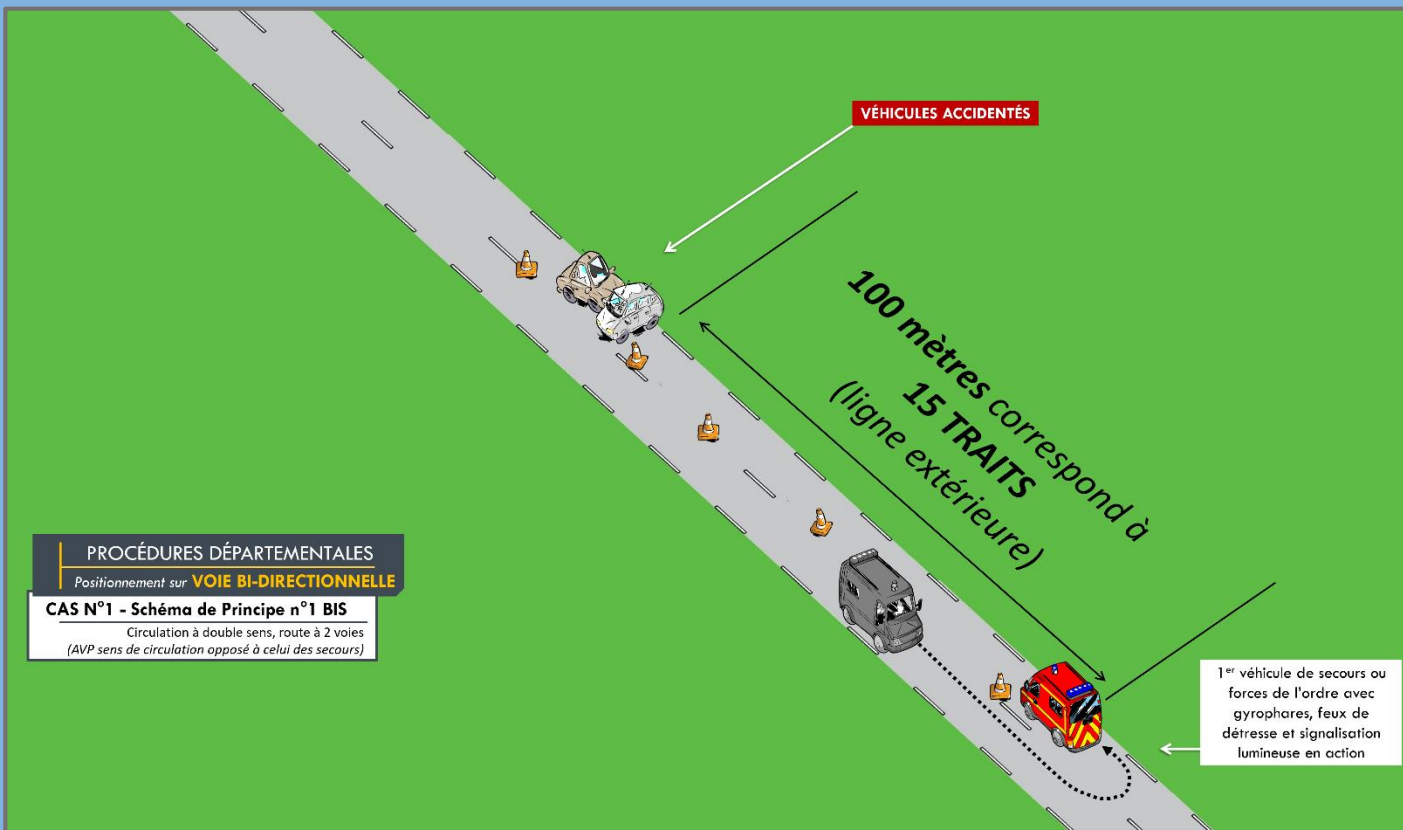 VÉHICULES ACCIDENTÉS
100 mètres correspond à
15 TRAITS
(ligne extérieure)
PROCÉDURES DÉPARTEMENTALES
Positionnement sur VOIE BI-DIRECTIONNELLE
CAS N°1 - Schéma de Principe n°1 BIS
Circulation à double sens, route à 2 voies
(AVP sens de circulation opposé à celui des secours)
1er véhicule de secours ou
forces de l'ordre avec
gyrophares, feux de
détresse et signalisation
lumineuse en action